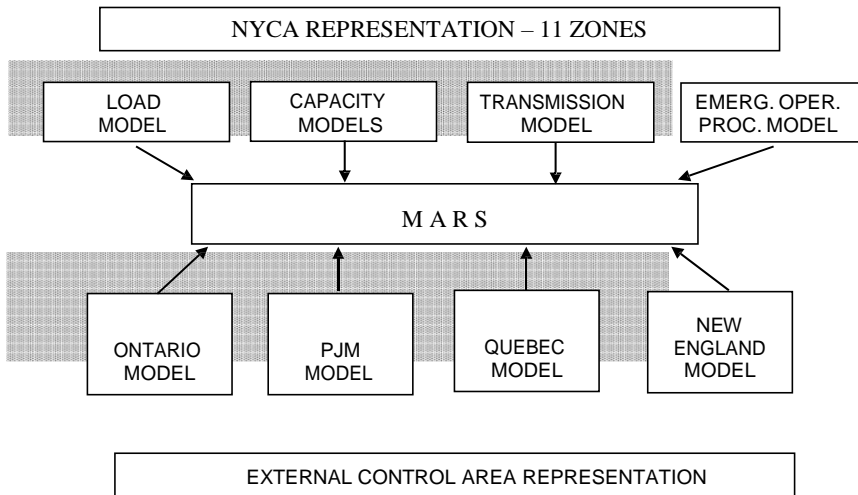 NYCA REPRESENTATION – 11 ZONES
LOAD
MODEL
CAPACITY
MODELS
TRANSMISSION
MODEL
EMERG. OPER.
PROC. MODEL
M A R S
ONTARIO
MODEL
PJM
MODEL
QUEBEC
MODEL
NEW
ENGLAND
MODEL
EXTERNAL CONTROL AREA REPRESENTATION